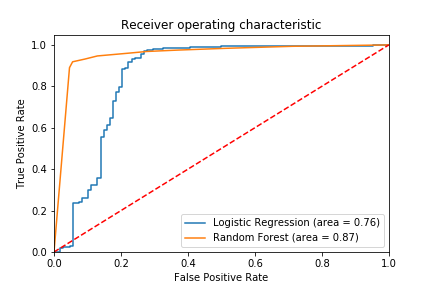 Receiver operating characteristic
True Positive Rate
1.0
0.8
0.6
0.4
0.2
0.0
Logistic Regression (area = 0.76)
Random Forest (area = 0.87)
0.0 0.2 0.4 0.6 0.8 1.0
False Positive Rate